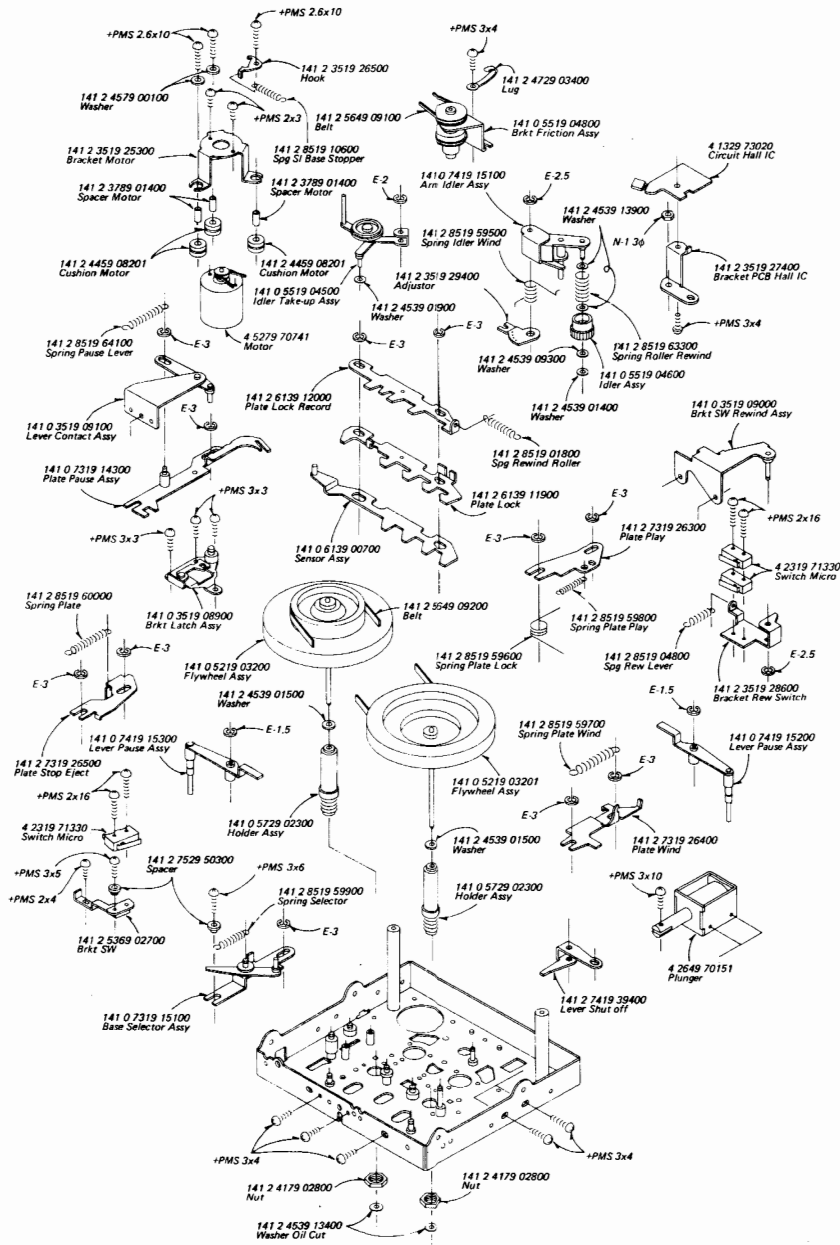 +PMS 2.6x10
+PMS 2.6x10
+PMS 3x4
141 2 3519 26500
Hook
141 2 4729 03400
Lug
141 2 4579 00100
Washer
+PMS 2x3
141 2 5649 09100
Belt
141 0 5519 04800
Brkt Friction Assy
141 2 3519 25300
Bracket Motor
141 2 8519 10600
Spg Sl Base Stopper
4 1329 73020
Circuit Hall IC
141 0 7419 15100
Arm Idler Assy
E-2
E-2.5
141 2 3789 01400
Spacer Motor
141 2 3789 01400
Spacer Motor
141 2 4539 13900
Washer
141 2 8519 59500
Spring Idler Wind
N-1 3ϕ
141 2 4459 08201
Cushion Motor
141 2 4459 08201
Cushion Motor
141 2 3519 29400
Adjustor
141 2 3519 27400
Bracket PCB Hall IC
141 0 5519 04500
Idler Take-up Assy
141 2 4539 01900
Washer
+PMS 3x4
141 2 8519 64100
Spring Pause Lever
E-3
4 5279 70741
Motor
E-3
E-3
141 2 8519 63300
Spring Roller Rewind
141 2 4539 09300
Washer
141 0 5519 04600
Idler Assy
141 2 6139 12000
Plate Lock Record
141 2 4539 01400
Washer
141 0 3519 09000
Brkt SW Rewind Assy
E-3
141 0 3519 09100
Lever Contact Assy
141 2 8519 01800
Spg Rewind Roller
141 0 7319 14300
Plate Pause Assy
141 2 6139 11900
Plate Lock
E-3
+PMS 3x3
+PMS 3x3
+PMS 2x16
141 0 6139 00700
Sensor Assy
E-3
141 2 7319 26300
Plate Play
4 2319 71330
Switch Micro
141 2 8519 60000
Spring Plate
141 0 3519 08900
Brkt Latch Assy
141 2 5649 09200
Belt
141 2 8519 59800
Spring Plate Play
141 2 8519 59600
Spring Plate Lock
141 2 8519 04800
Spg Rew Lever
E-3
E-3
141 0 5219 03200
Flywheel Assy
E-2.5
141 2 4539 01500
Washer
141 2 3519 28600
Bracket Rew Switch
E-1.5
141 0 7419 15300
Lever Pause Assy
E-1.5
141 2 8519 59700
Spring Plate Wind
141 0 7419 15200
Lever Pause Assy
141 2 7319 26500
Plate Stop Eject
141 0 5219 03201
Flywheel Assy
E-3
+PMS 2x16
E-3
141 0 5729 02300
Holder Assy
4 2319 71330
Switch Micro
141 2 4539 01500
Washer
141 2 7319 26400
Plate Wind
141 2 7529 50300
Spacer
+PMS 3x5
+PMS 3x6
+PMS 3x10
+PMS 2x4
141 2 8519 59900
Spring Selector
141 0 5729 02300
Holder Assy
E-3
141 2 5369 02700
Brkt SW
4 2649 70151
Plunger
141 2 7419 39400
Lever Shut off
141 0 7319 15100
Base Selector Assy
+PMS 3x4
+PMS 3x4
141 2 4179 02800
Nut
141 2 4179 02800
Nut
141 2 4539 13400
Washer Oil Cut